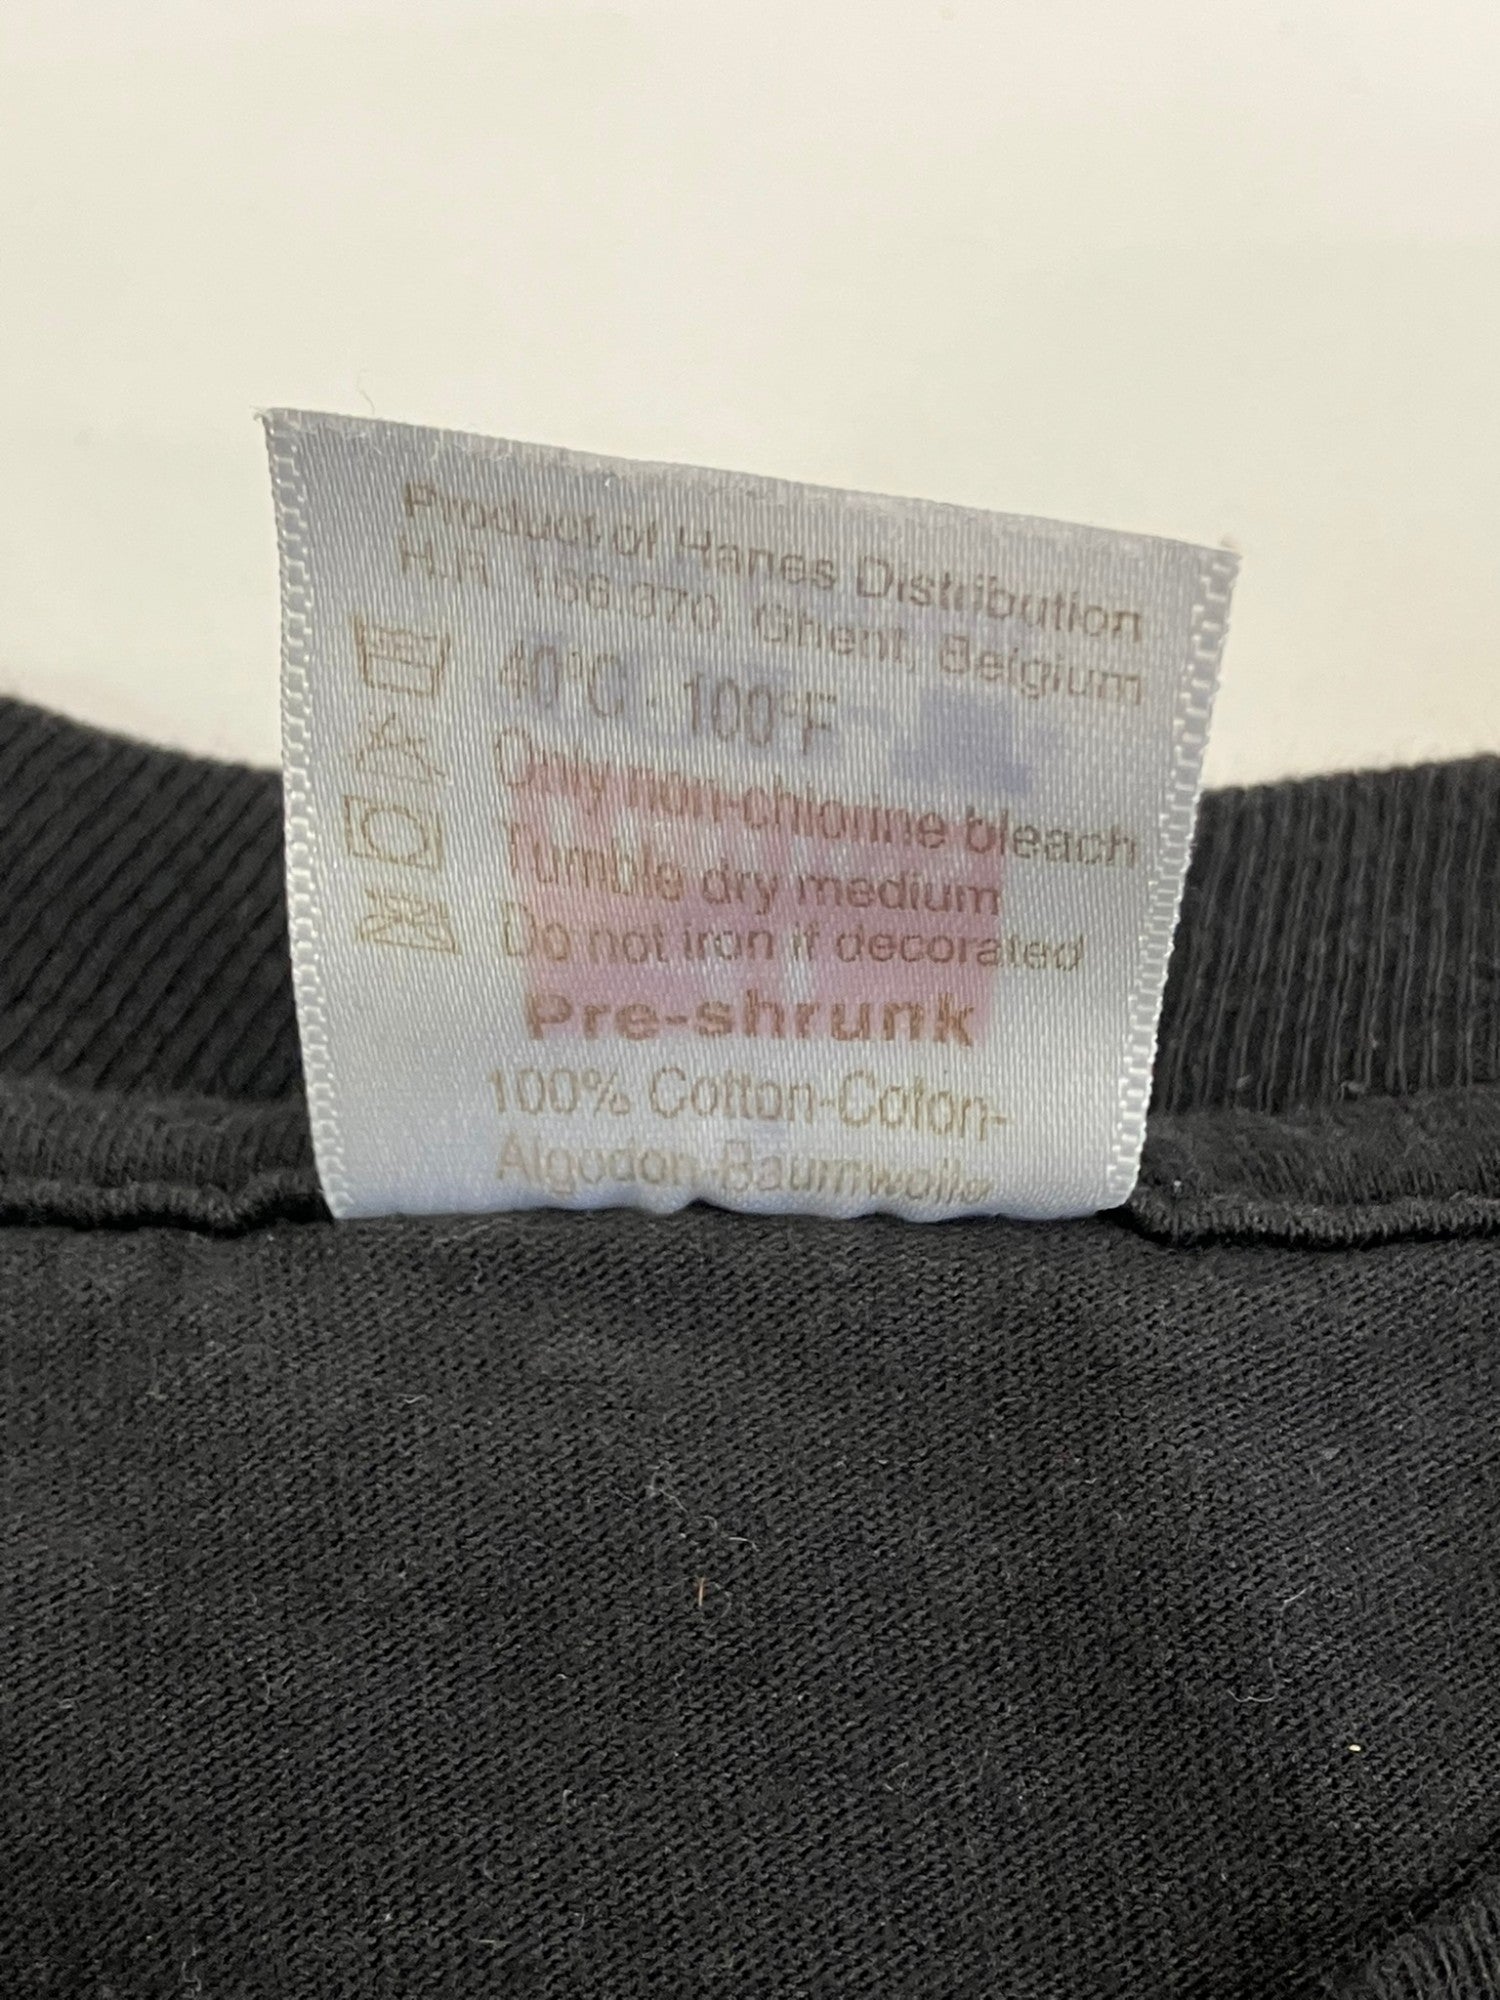 Product of Hanes Distribution
H.R. 166.370 Ghent, Belgium
40°C - 100°F
Only non-chlorine bleach
Tumble dry medium
Do not iron if decorated
Pre-shrunk
100% Cotton-Coton-
Algodon-Baumwolle